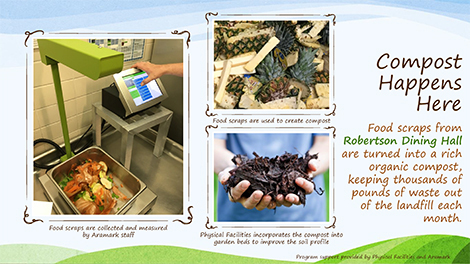 Compost
Happens
Here
Food scraps from
Robertson Dining Hall
are turned into a rich
organic compost,
keeping thousands of
pounds of waste out
of the landfill each
month.
Food scraps are used to create compost
Food scraps are collected and measured
by Aramark staff
Physical Facilities incorporates the compost into
garden beds to improve the soil profile
Program support provided by Physical Facilities and Aramark